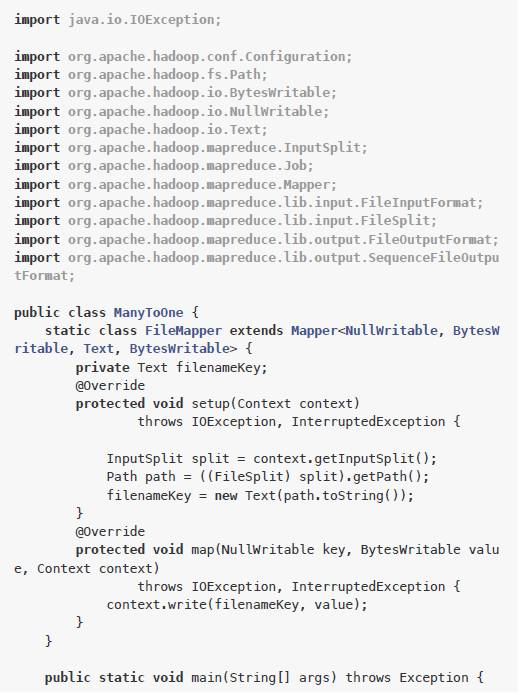 import java.io.IOException;

import org.apache.hadoop.conf.Configuration;
import org.apache.hadoop.fs.Path;
import org.apache.hadoop.io.BytesWritable;
import org.apache.hadoop.io.NullWritable;
import org.apache.hadoop.io.Text;
import org.apache.hadoop.mapreduce.InputSplit;
import org.apache.hadoop.mapreduce.Job;
import org.apache.hadoop.mapreduce.Mapper;
import org.apache.hadoop.mapreduce.lib.input.FileInputFormat;
import org.apache.hadoop.mapreduce.lib.input.FileSplit;
import org.apache.hadoop.mapreduce.lib.output.FileOutputFormat;
import org.apache.hadoop.mapreduce.lib.output.SequenceFileOutpu
tFormat;

public class ManyToOne {
    static class FileMapper extends Mapper<NullWritable, BytesW
ritable, Text, BytesWritable> {
        private Text filenameKey;
        @Override
        protected void setup(Context context)
                throws IOException, InterruptedException {

            InputSplit split = context.getInputSplit();
            Path path = ((FileSplit) split).getPath();
            filenameKey = new Text(path.toString());
        }
        @Override
        protected void map(NullWritable key, BytesWritable valu
e, Context context)
                throws IOException, InterruptedException {
            context.write(filenameKey, value);
        }
    }

    public static void main(String[] args) throws Exception {